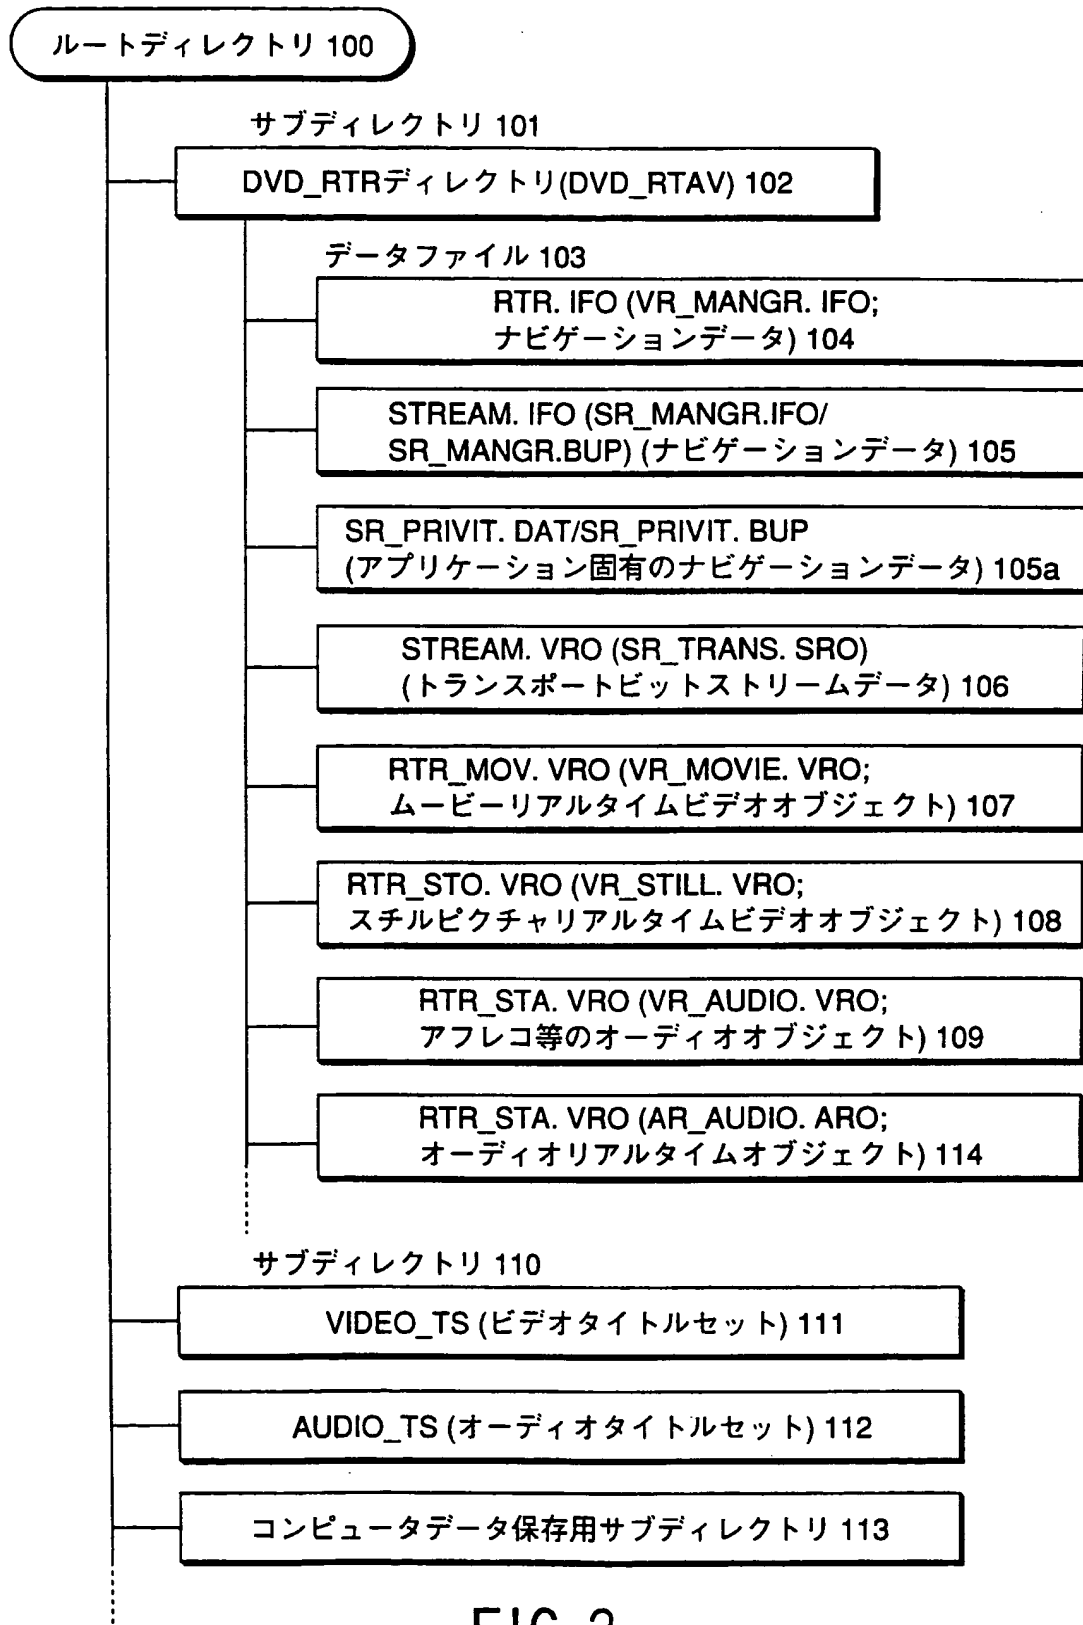 ルートディレクトリ 100
サブディレクトリ 101
DVD_RTRディレクトリ(DVD_RTAV) 102
データファイル 103
RTR. IFO (VR_MANGR. IFO;
ナビゲーションデータ) 104
STREAM. IFO (SR_MANGR.IFO/
SR_MANGR.BUP) (ナビゲーションデータ) 105
SR_PRIVIT. DAT/SR_PRIVIT. BUP
(アプリケーション固有のナビゲーションデータ) 105a
STREAM. VRO (SR_TRANS. SRO)
(トランスポートビットストリームデータ) 106
RTR_MOV. VRO (VR_MOVIE. VRO;
ムービーリアルタイムビデオオブジェクト) 107
RTR_STO. VRO (VR_STILL. VRO;
スチルピクチャリアルタイムビデオオブジェクト) 108
RTR_STA. VRO (VR_AUDIO. VRO;
アフレコ等のオーディオオブジェクト) 109
RTR_STA. VRO (AR_AUDIO. ARO;
オーディオリアルタイムオブジェクト) 114
サブディレクトリ 110
VIDEO_TS (ビデオタイトルセット) 111
AUDIO_TS (オーディオタイトルセット) 112
コンピュータデータ保存用サブディレクトリ 113